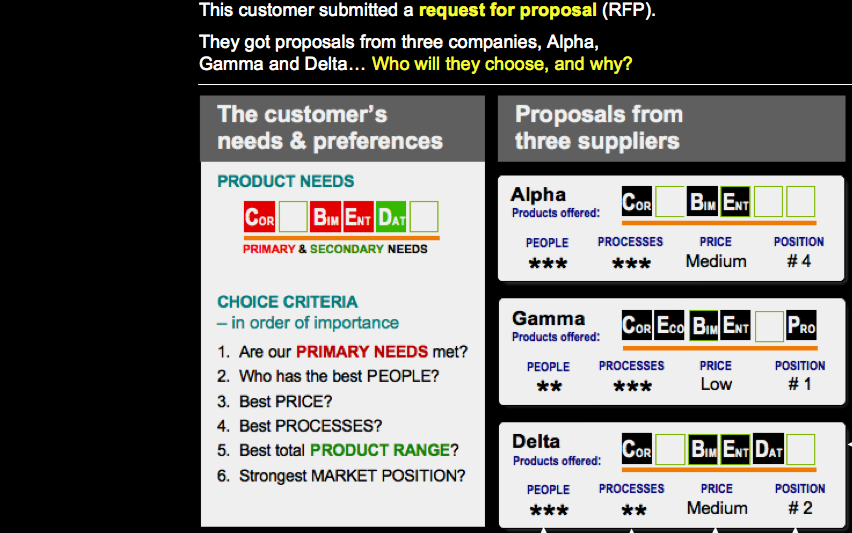 This customer submitted a request for proposal (RFP).
They got proposals from three companies, Alpha,
Gamma and Delta… Who will they choose, and why?
The customer's
needs & preferences
PRODUCT NEEDS
COR BIM ENT DAT
PRIMARY & SECONDARY NEEDS
CHOICE CRITERIA
– in order of importance
1. Are our PRIMARY NEEDS met?
2. Who has the best PEOPLE?
3. Best PRICE?
4. Best PROCESSES?
5. Best total PRODUCT RANGE?
6. Strongest MARKET POSITION?
Proposals from
three suppliers
Alpha
Products offered:
COR BIM ENT
PEOPLE PROCESSES PRICE POSITION
*** *** Medium # 4
Gamma
Products offered:
COR ECO BIM ENT PRO
PEOPLE PROCESSES PRICE POSITION
** *** Low # 1
Delta
Products offered:
COR BIM ENT DAT
PEOPLE PROCESSES PRICE POSITION
*** ** Medium # 2